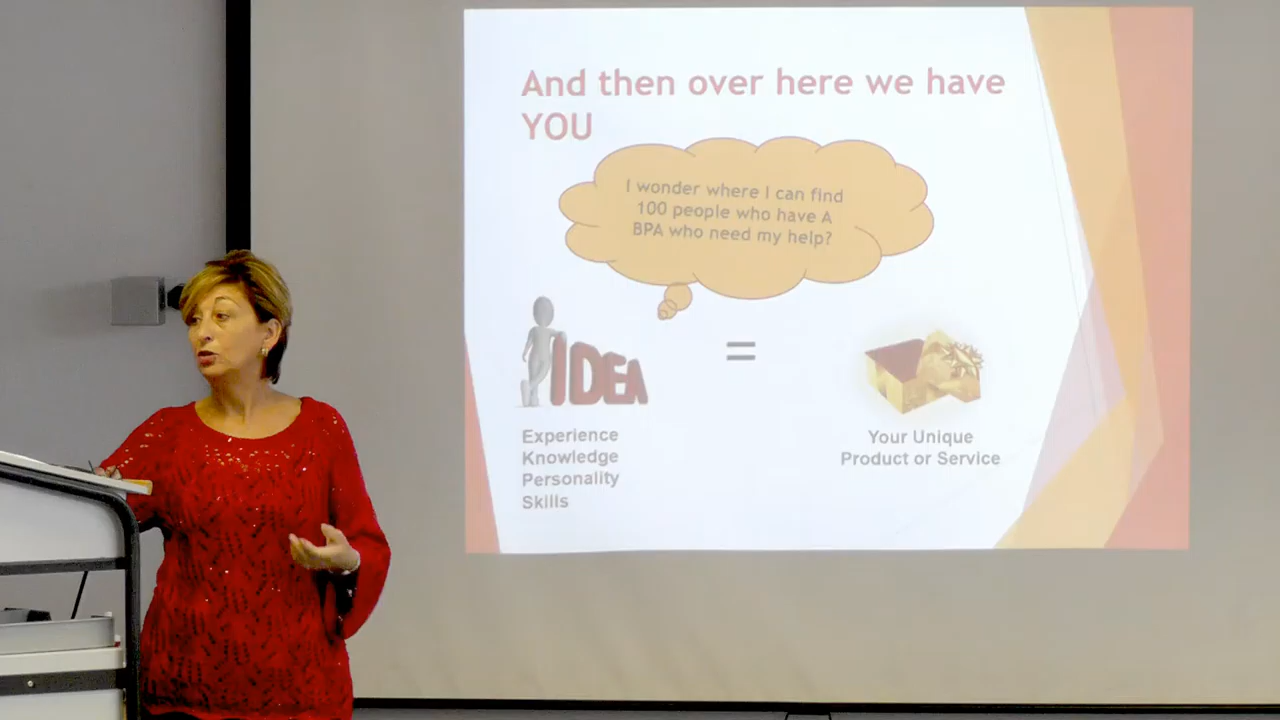 And then over here we have
YOU
I wonder where I can find
100 people who have A
BPA who need my help?
IDEA
=
Experience
Knowledge
Personality
Skills
Your Unique
Product or Service